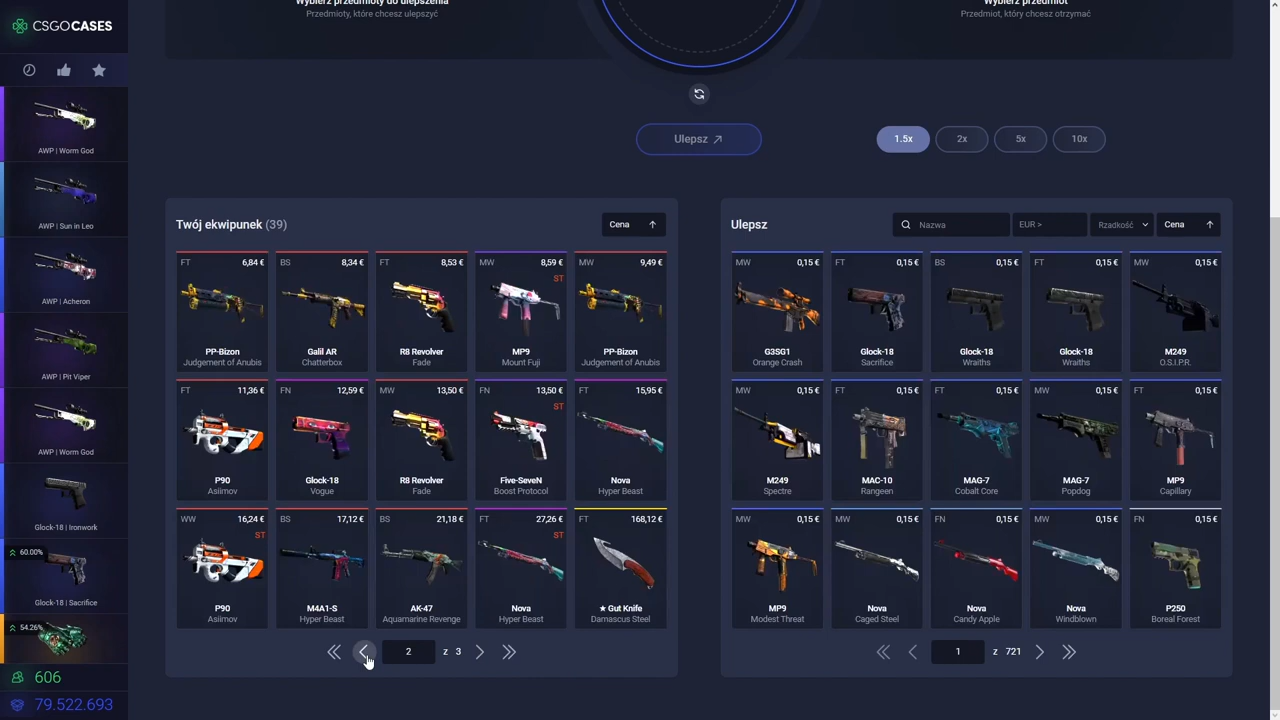 CSGOCASES
Wybierz przedmioty do ulepszenia
Przedmioty, które chcesz ulepszyć
Wybierz przedmiot
Przedmiot, który chcesz otrzymać
Ulepsz
1.5x
2x
5x
10x
AWP | Worm God
AWP | Sun in Leo
AWP | Acheron
AWP | Pit Viper
AWP | Worm God
Glock-18 | Ironwork
60.00%
Glock-18 | Sacrifice
54.26%
606
79.522.693
Twój ekwipunek (39)
Cena
FT 6,84 €
PP-Bizon
Judgement of Anubis
BS 8,34 €
Galil AR
Chatterbox
FT 8,53 €
R8 Revolver
Fade
MW 8,59 €
ST
MP9
Mount Fuji
MW 9,49 €
PP-Bizon
Judgement of Anubis
FT 11,36 €
P90
Asiimov
FN 12,59 €
Glock-18
Vogue
MW 13,50 €
R8 Revolver
Fade
FN 13,50 €
ST
Five-SeveN
Boost Protocol
FT 15,95 €
Nova
Hyper Beast
WW 16,24 €
ST
P90
Asiimov
BS 17,12 €
M4A1-S
Hyper Beast
BS 21,18 €
AK-47
Aquamarine Revenge
FT 27,26 €
ST
Nova
Hyper Beast
FT 168,12 €
★ Gut Knife
Damascus Steel
2 z 3
Ulepsz
Nazwa
EUR >
Rzadkość
Cena
MW 0,15 €
G3SG1
Orange Crash
FT 0,15 €
Glock-18
Sacrifice
BS 0,15 €
Glock-18
Wraiths
FT 0,15 €
Glock-18
Wraiths
MW 0,15 €
M249
O.S.I.P.R.
MW 0,15 €
M249
Spectre
FT 0,15 €
MAC-10
Rangeen
FT 0,15 €
MAG-7
Cobalt Core
MW 0,15 €
MAG-7
Popdog
FT 0,15 €
MP9
Capillary
MW 0,15 €
MP9
Modest Threat
MW 0,15 €
Nova
Caged Steel
FN 0,15 €
Nova
Candy Apple
MW 0,15 €
Nova
Windblown
FN 0,15 €
P250
Boreal Forest
1 z 721